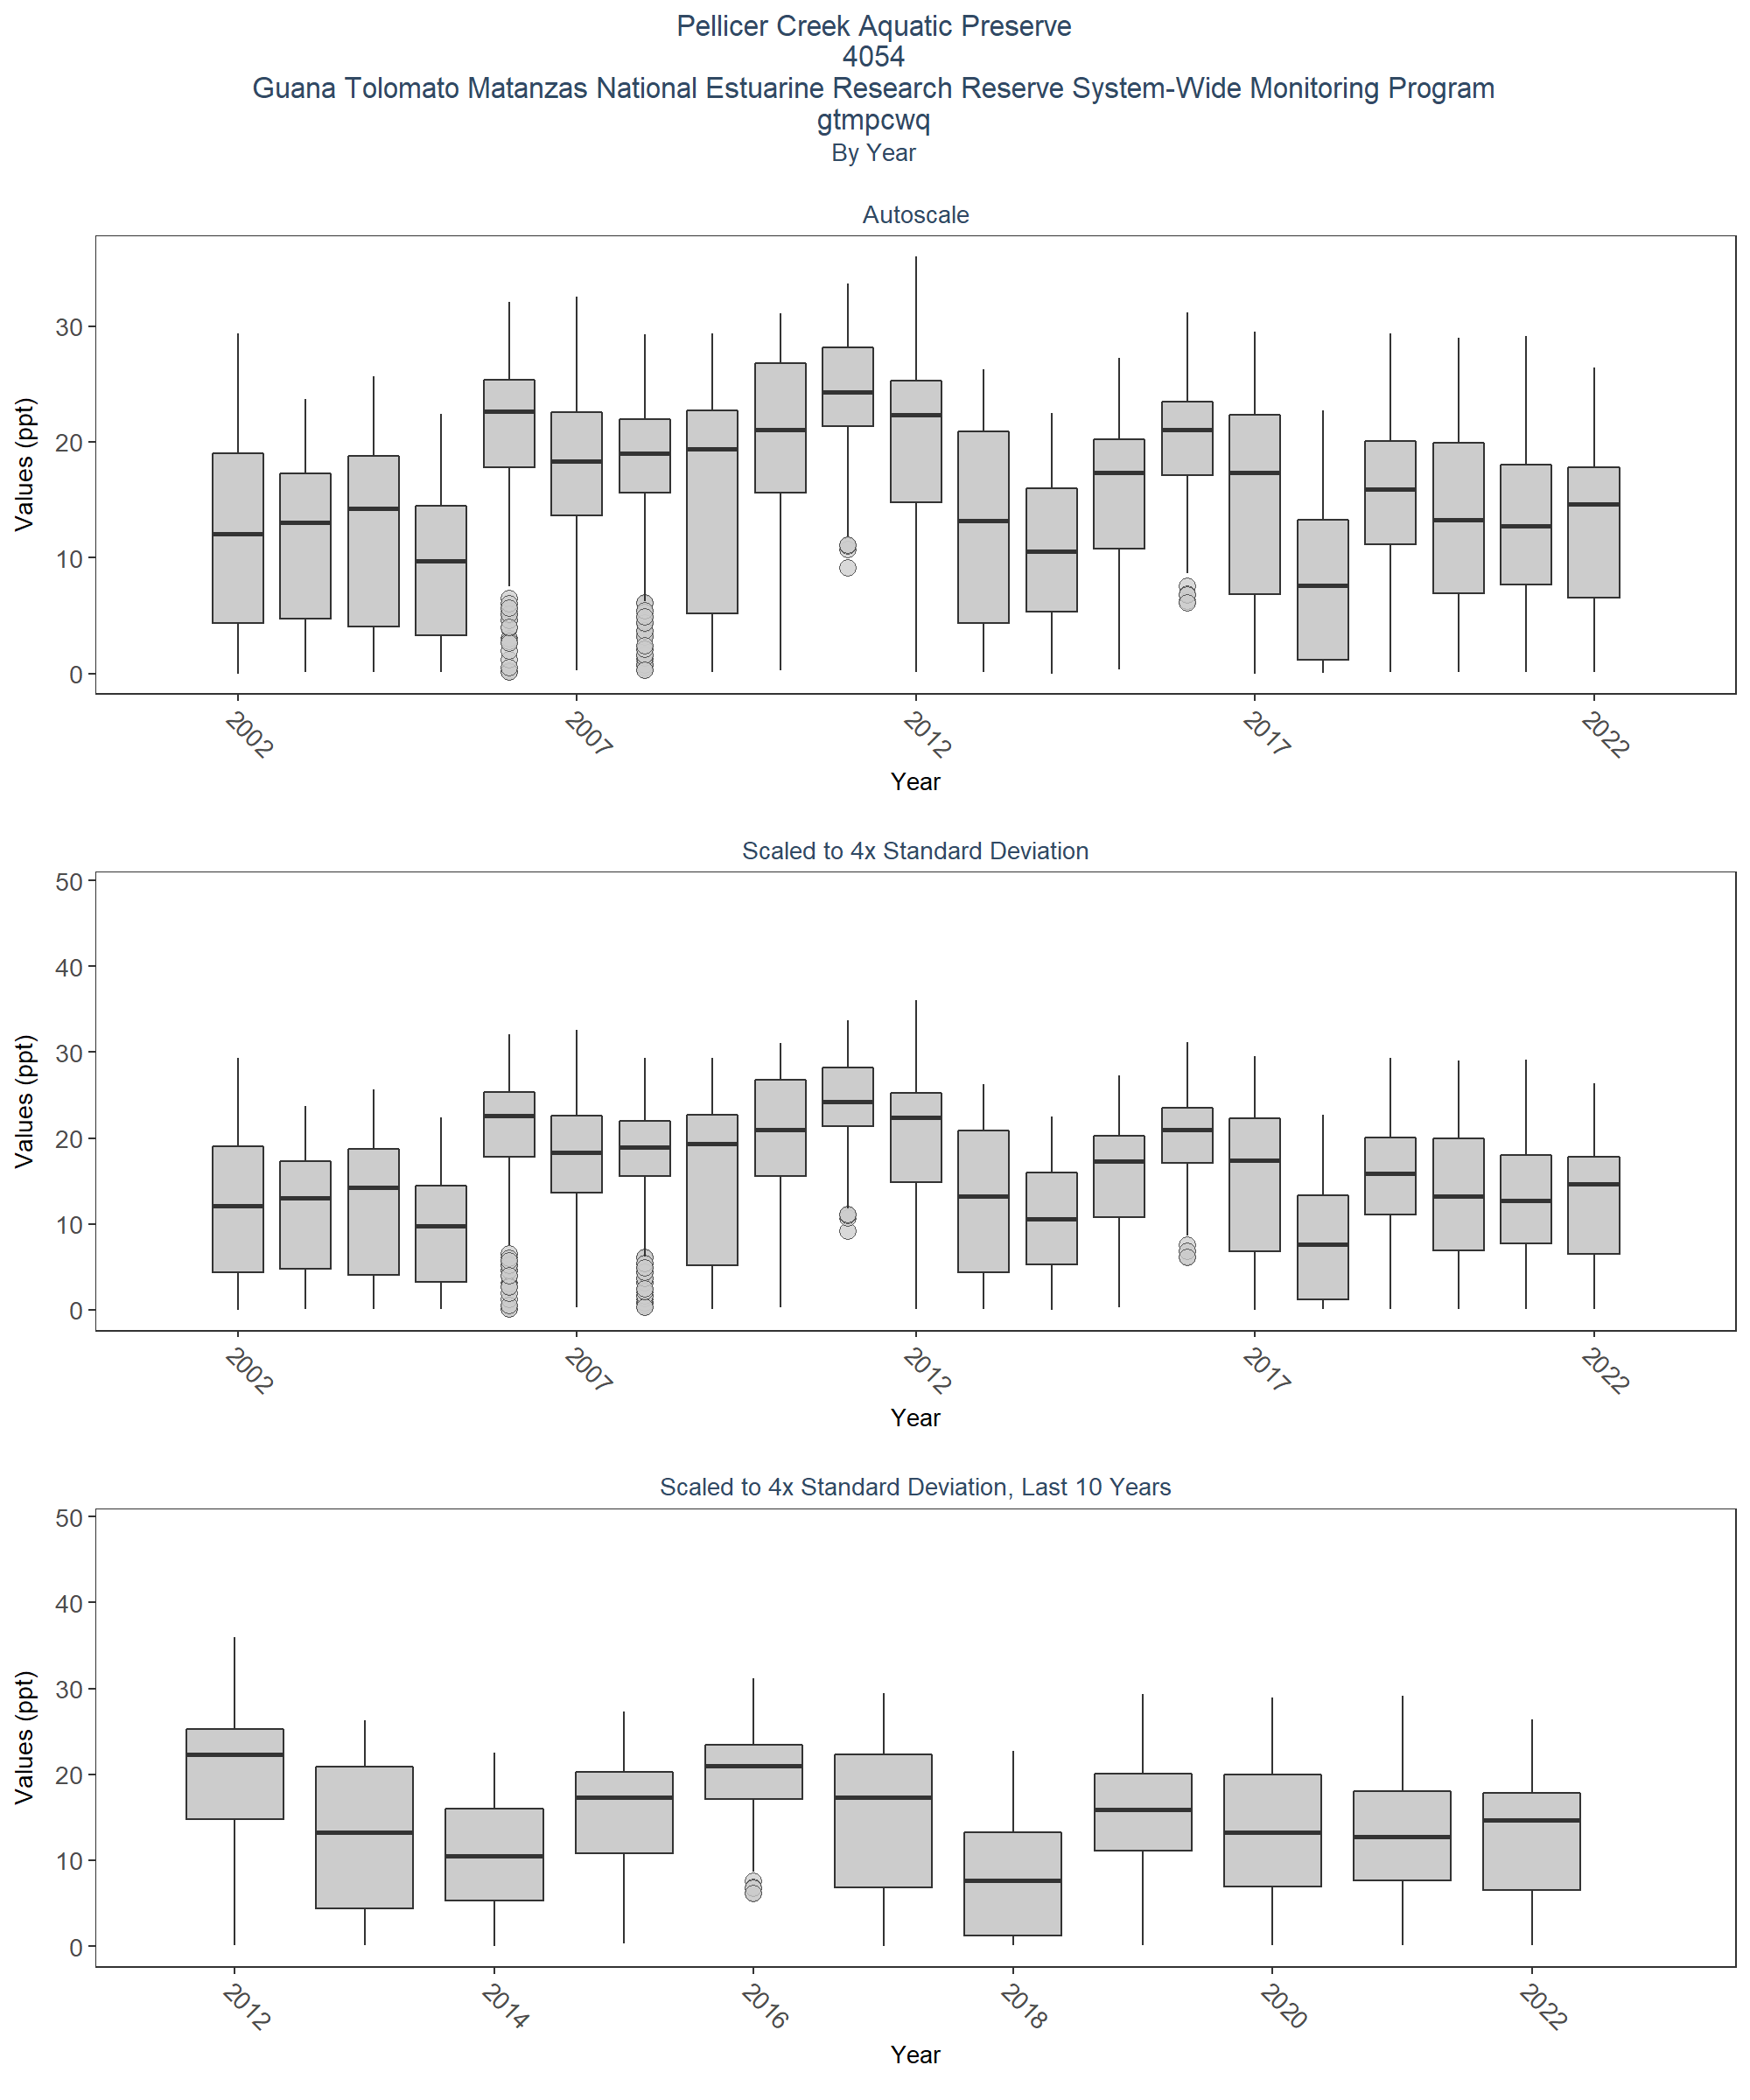 Pellicer Creek Aquatic Preserve
4054
Guana Tolomato Matanzas National Estuarine Research Reserve System-Wide Monitoring Program
gtmpcwq
By Year
Autoscale
Values (ppt)
30
20
10
0
2002
2007
2012
2017
2022
Year
Scaled to 4x Standard Deviation
Values (ppt)
50
40
30
20
10
0
2002
2007
2012
2017
2022
Year
Scaled to 4x Standard Deviation, Last 10 Years
Values (ppt)
50
40
30
20
10
0
2012
2014
2016
2018
2020
2022
Year